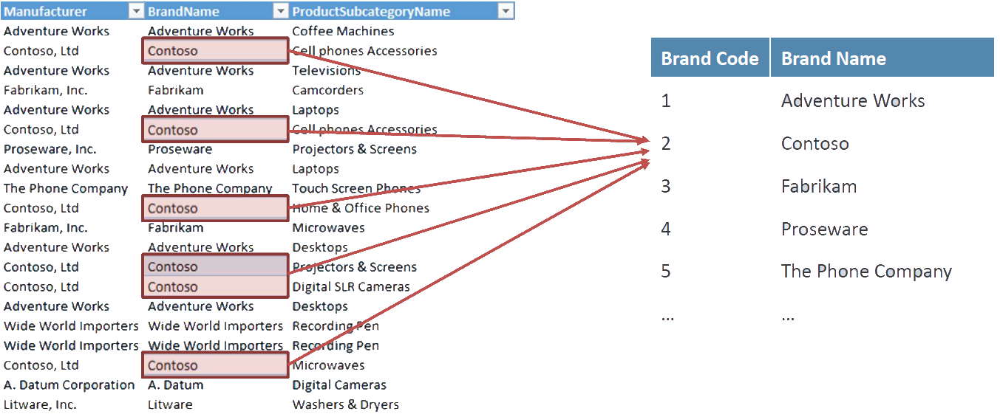 Manufacturer BrandName ProductSubcategoryName
Adventure Works Adventure Works Coffee Machines
Contoso, Ltd Contoso Cell phones Accessories
Adventure Works Adventure Works Televisions
Fabrikam, Inc. Fabrikam Camcorders
Adventure Works Adventure Works Laptops
Contoso, Ltd Contoso Cell phones Accessories
Proseware, Inc. Proseware Projectors & Screens
Adventure Works Adventure Works Laptops
The Phone Company The Phone Company Touch Screen Phones
Contoso, Ltd Contoso Home & Office Phones
Fabrikam, Inc. Fabrikam Microwaves
Adventure Works Adventure Works Desktops
Contoso, Ltd Contoso Projectors & Screens
Contoso, Ltd Contoso Digital SLR Cameras
Adventure Works Adventure Works Desktops
Wide World Importers Wide World Importers Recording Pen
Wide World Importers Wide World Importers Recording Pen
Contoso, Ltd Contoso Microwaves
A. Datum Corporation A. Datum Digital Cameras
Litware, Inc. Litware Washers & Dryers
Brand Code Brand Name
1 Adventure Works
2 Contoso
3 Fabrikam
4 Proseware
5 The Phone Company
... ...